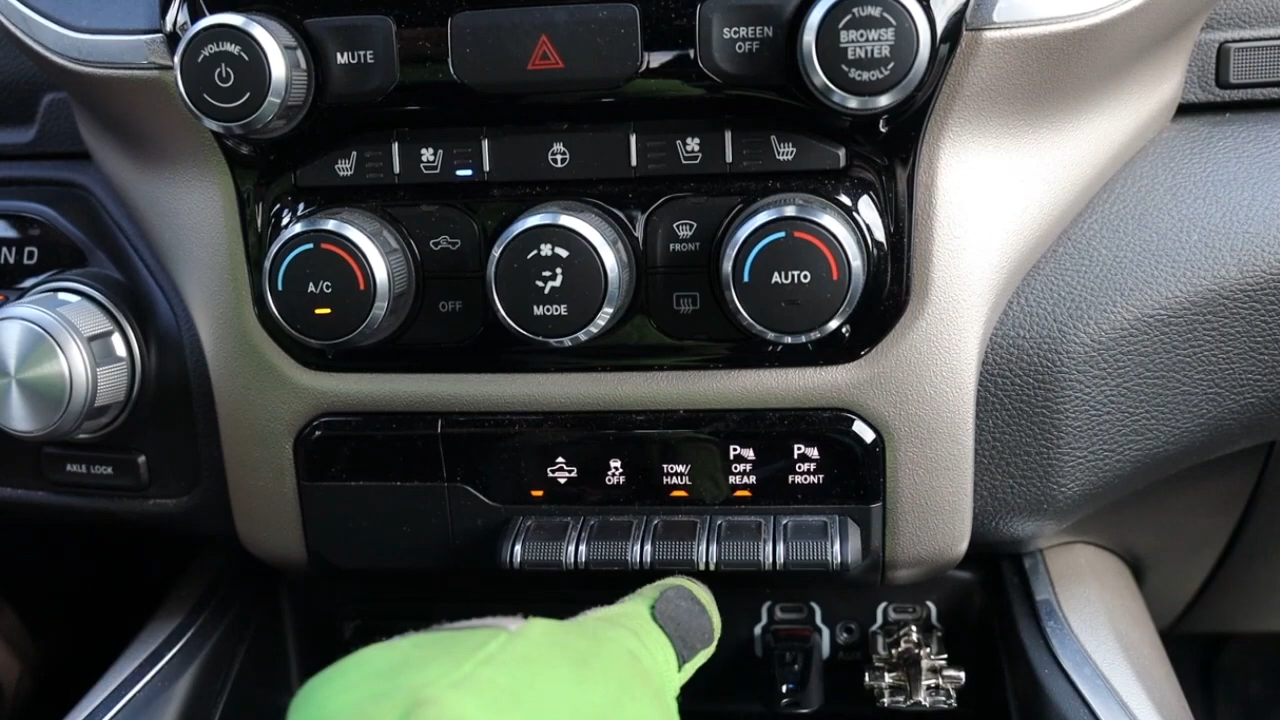 VOLUME
MUTE
SCREEN
OFF
TUNE
BROWSE
ENTER
SCROLL
A/C
OFF
MODE
FRONT
AUTO
N D
AXLE LOCK
OFF
TOW/
HAUL
P
OFF
REAR
P
OFF
FRONT